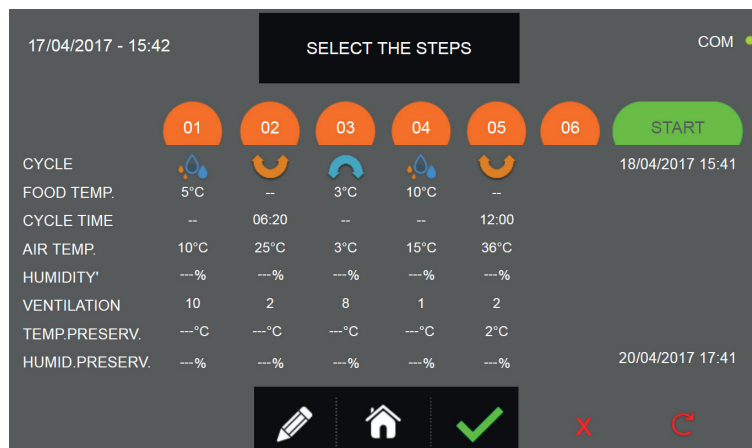 17/04/2017 - 15:42 SELECT THE STEPS COM
01 02 03 04 05 06 START
CYCLE 18/04/2017 15:41
FOOD TEMP. 5°C -- 3°C 10°C --
CYCLE TIME -- 06:20 -- -- 12:00
AIR TEMP. 10°C 25°C 3°C 15°C 36°C
HUMIDITY' ---% ---% ---% ---% ---%
VENTILATION 10 2 8 1 2
TEMP.PRESERV. ---°C ---°C ---°C ---°C 2°C
HUMID.PRESERV. ---% ---% ---% ---% ---% 20/04/2017 17:41
X